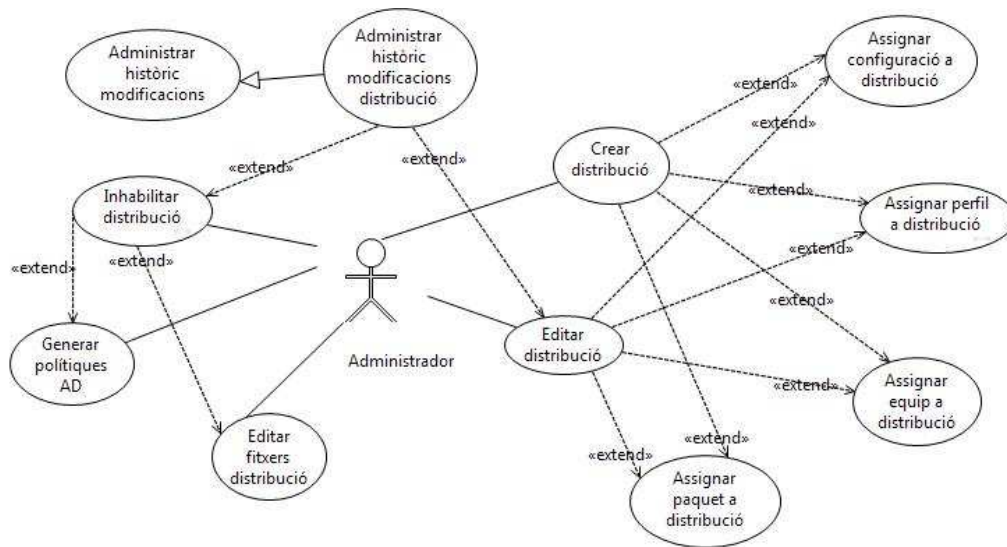 Administrar
històric
modificacions
Administrar
històric
modificacions
distribució
Assignar
configuració a
distribució
«extend»
«extend»
«extend»
«extend»
Crear
distribució
Inhabilitar
distribució
«extend»
Assignar perfil
a distribució
«extend»
«extend»
«extend»
«extend»
Generar
polítiques
AD
Administrador
Editar
distribució
«extend»
Assignar
equip a
distribució
Editar
fitxers
distribució
«extend»
«extend»
Assignar
paquet a
distribució